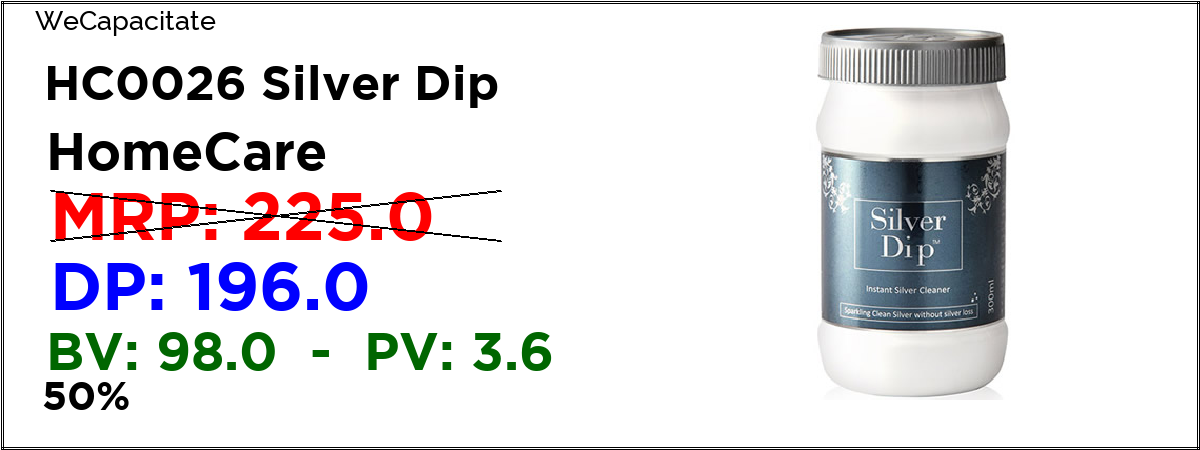 WeCapacitate
HC0026 Silver Dip
HomeCare
MRP: 225.0
DP: 196.0
BV: 98.0 - PV: 3.6
50%
Silver
Dip™
Instant Silver Cleaner
300ml
Sparkling Clean Silver without silver loss